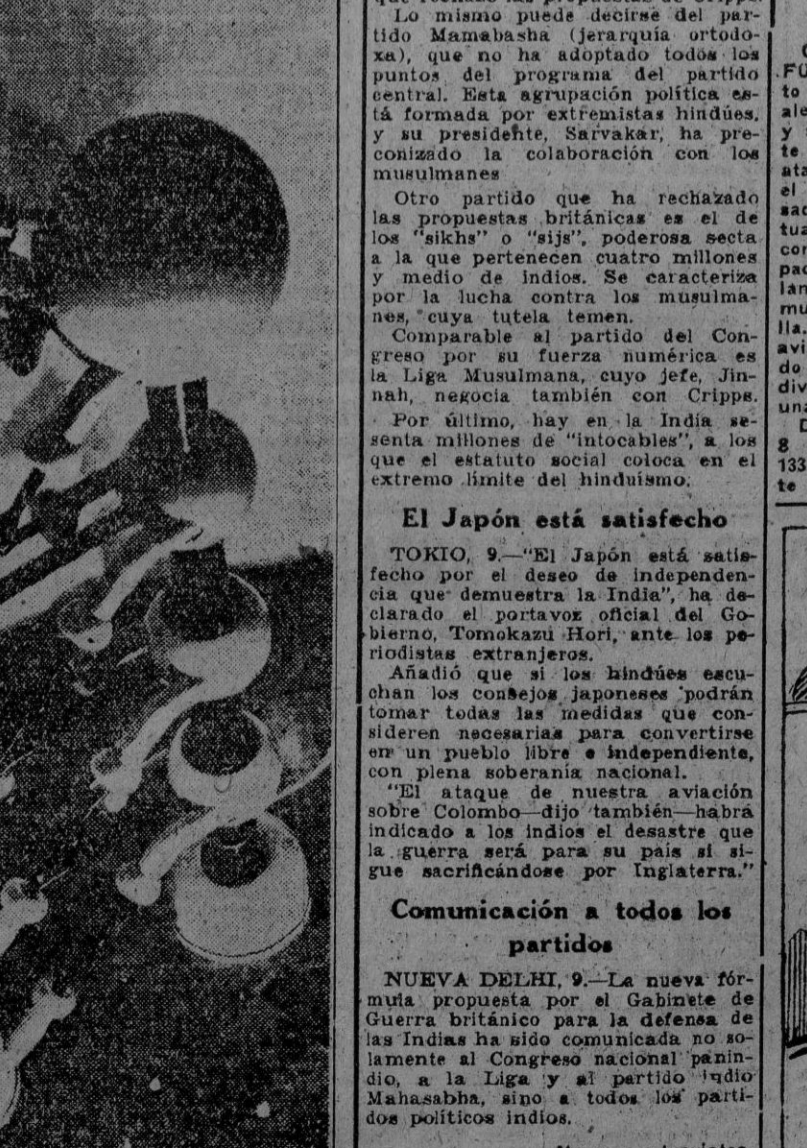 Lo mismo puede decirse del par-
tido Mamabasha (jerarquía ortodo-
xa), que no ha adoptado todos los
puntos del programa del partido
central. Esta agrupación política es-
tá formada por extremistas hindúes,
y su presidente, Sarvakar, ha pre-
conizado la colaboración con los
musulmanes
Otro partido que ha rechazado
las propuestas británicas es el de
los "sikhs" o "sijs", poderosa secta
a la que pertenecen cuatro millones
y medio de indios. Se caracteriza
por la lucha contra los musulma-
nes, cuya tutela temen.
Comparable al partido del Con-
greso por su fuerza numérica es
la Liga Musulmana, cuyo jefe, Jin-
nah, negocia también con Cripps.
Por último, hay en la India se-
senta millones de "intocables", a los
que el estatuto social coloca en el
extremo límite del hinduísmo.
El Japón está satisfecho
TOKIO, 9.—"El Japón está satis-
fecho por el deseo de independen-
cia que demuestra la India", ha de-
clarado el portavoz oficial del Go-
bierno, Tomokazu Hori, ante los pe-
riodistas extranjeros.
Añadió que si los hindúes escu-
chan los consejos japoneses podrán
tomar todas las medidas que con-
sideren necesarias para convertirse
en un pueblo libre e independiente,
con plena soberanía nacional.
"El ataque de nuestra aviación
sobre Colombo—dijo también—habrá
indicado a los indios el desastre que
la guerra será para su país si si-
gue sacrificándose por Inglaterra."
Comunicación a todos los
partidos
NUEVA DELHI, 9.—La nueva fór-
mula propuesta por el Gabinete de
Guerra británico para la defensa de
las Indias ha sido comunicada no so-
lamente al Congreso nacional panin-
dio, a la Liga y al partido indio
Mahasabha, sino a todos los parti-
dos políticos indios.